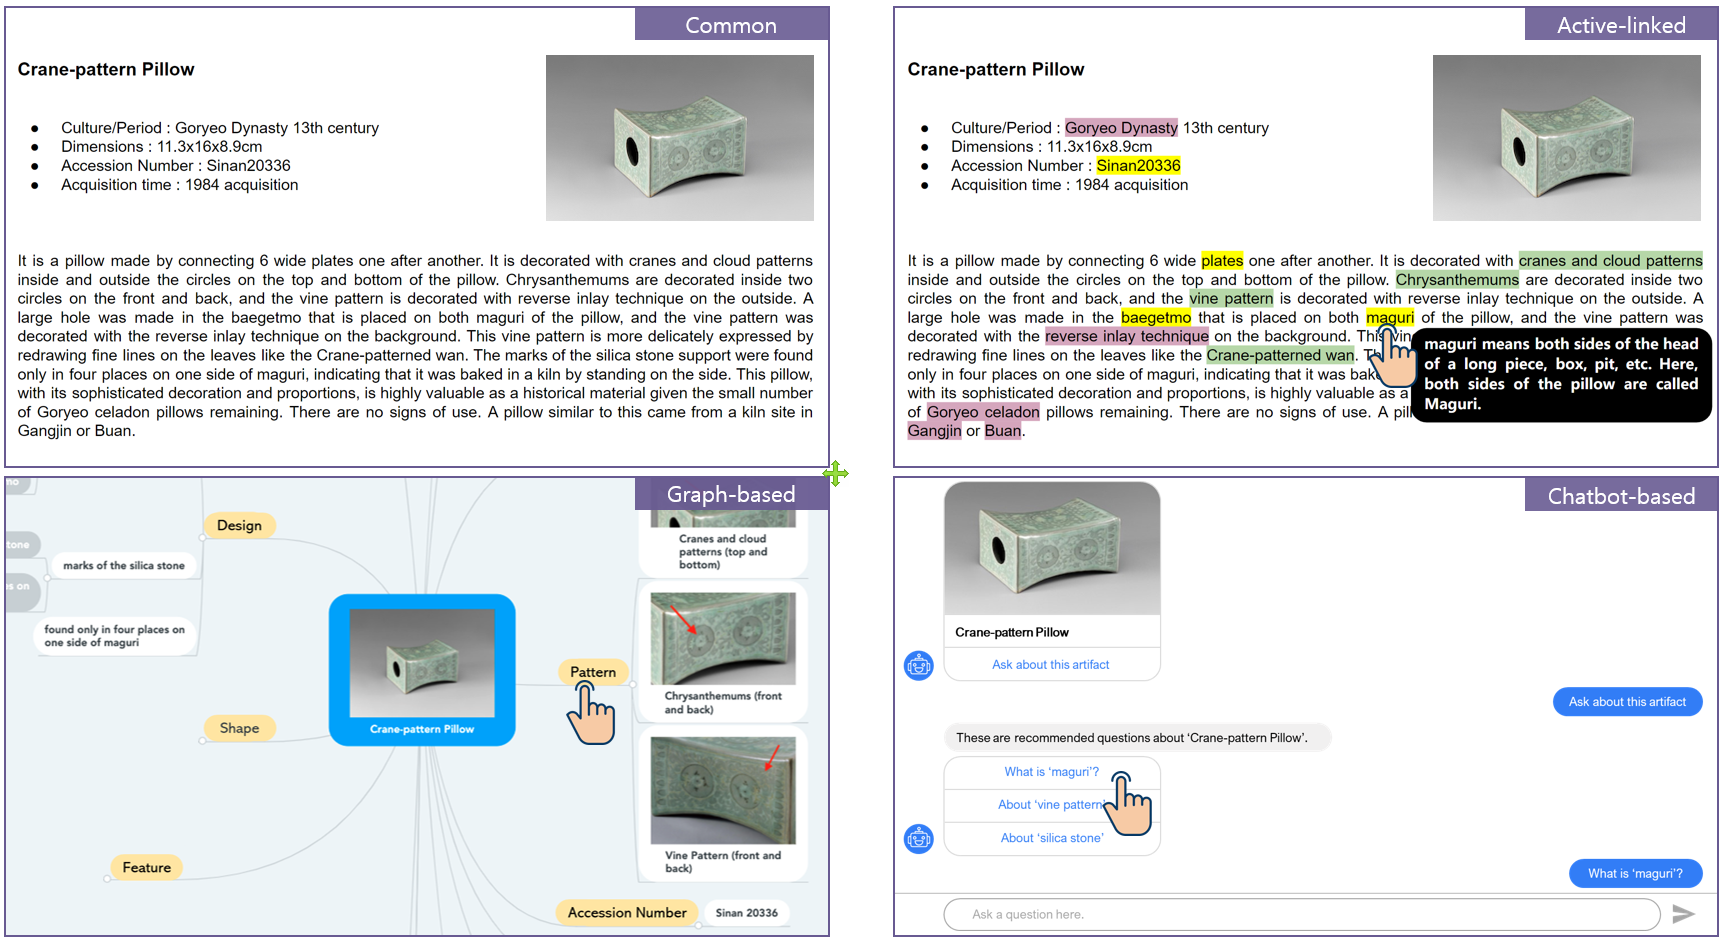 Common
Crane-pattern Pillow
● Culture/Period : Goryeo Dynasty 13th century
● Dimensions : 11.3x16x8.9cm
● Accession Number : Sinan20336
● Acquisition time : 1984 acquisition
It is a pillow made by connecting 6 wide plates one after another. It is decorated with cranes and cloud patterns
inside and outside the circles on the top and bottom of the pillow. Chrysanthemums are decorated inside two
circles on the front and back, and the vine pattern is decorated with reverse inlay technique on the outside. A
large hole was made in the baegetmo that is placed on both maguri of the pillow, and the vine pattern was
decorated with the reverse inlay technique on the background. This vine pattern is more delicately expressed by
redrawing fine lines on the leaves like the Crane-patterned wan. The marks of the silica stone support were found
only in four places on one side of maguri, indicating that it was baked in a kiln by standing on the side. This pillow,
with its sophisticated decoration and proportions, is highly valuable as a historical material given the small number
of Goryeo celadon pillows remaining. There are no signs of use. A pillow similar to this came from a kiln site in
Gangjin or Buan.
Active-linked
Crane-pattern Pillow
● Culture/Period : Goryeo Dynasty 13th century
● Dimensions : 11.3x16x8.9cm
● Accession Number : Sinan20336
● Acquisition time : 1984 acquisition
It is a pillow made by connecting 6 wide plates one after another. It is decorated with cranes and cloud patterns
inside and outside the circles on the top and bottom of the pillow. Chrysanthemums are decorated inside two
circles on the front and back, and the vine pattern is decorated with reverse inlay technique on the outside. A
large hole was made in the baegetmo that is placed on both maguri of the pillow, and the vine pattern was
decorated with the reverse inlay technique on the background. This
redrawing fine lines on the leaves like the Crane-patterned wan.
only in four places on one side of maguri, indicating that it was
with its sophisticated decoration and proportions, is highly valuable as a
of Goryeo celadon pillows remaining. There are no signs of use. A
Gangjin or Buan.
maguri means both sides of the head
of a long piece, box, pit, etc. Here,
both sides of the pillow are called
Maguri.
Graph-based
Design
marks of the silica stone
found only in four places on
one side of maguri
Shape
Feature
Crane-pattern Pillow
Pattern
Cranes and cloud
patterns (top and
bottom)
Chrysanthemums (front
and back)
Vine Pattern (front and
back)
Accession Number
Sinan 20336
Chatbot-based
Crane-pattern Pillow
Ask about this artifact
Ask about this artifact
These are recommended questions about ‘Crane-pattern Pillow’.
What is ‘maguri’?
About ‘vine pattern’
About ‘silica stone’
What is ‘maguri’?
Ask a question here.